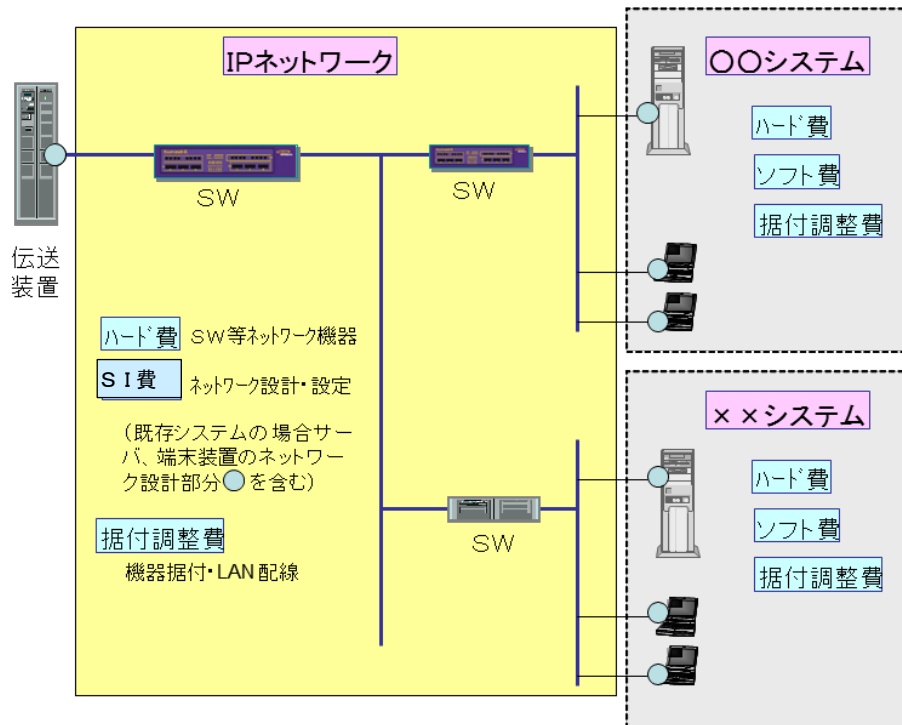 IPネットワーク
SW
SW
伝送
装置
ハード費 SW等ネットワーク機器
SI費 ネットワーク設計・設定
（既存システムの場合サー
バ、端末装置のネットワー
ク設計部分○を含む）
据付調整費
機器据付・LAN配線
SW
〇〇システム
ハード費
ソフト費
据付調整費
××システム
ハード費
ソフト費
据付調整費